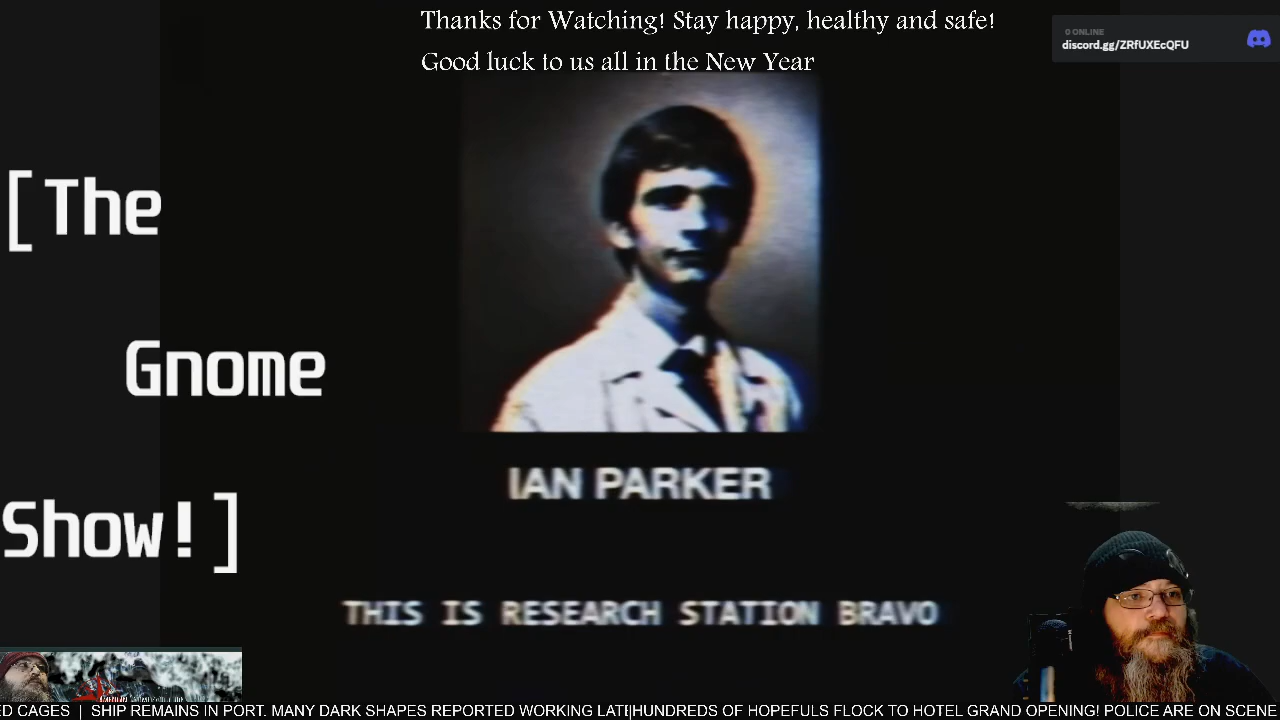 Thanks for Watching! Stay happy, healthy and safe!
Good luck to us all in the New Year
0 ONLINE
discord.gg/ZRfUXEcQFU
[The
Gnome
Show!]
IAN PARKER
THIS IS RESEARCH STATION BRAVO
ED CAGES | SHIP REMAINS IN PORT. MANY DARK SHAPES REPORTED WORKING LATE|HUNDREDS OF HOPEFULS FLOCK TO HOTEL GRAND OPENING! POLICE ARE ON SCENE